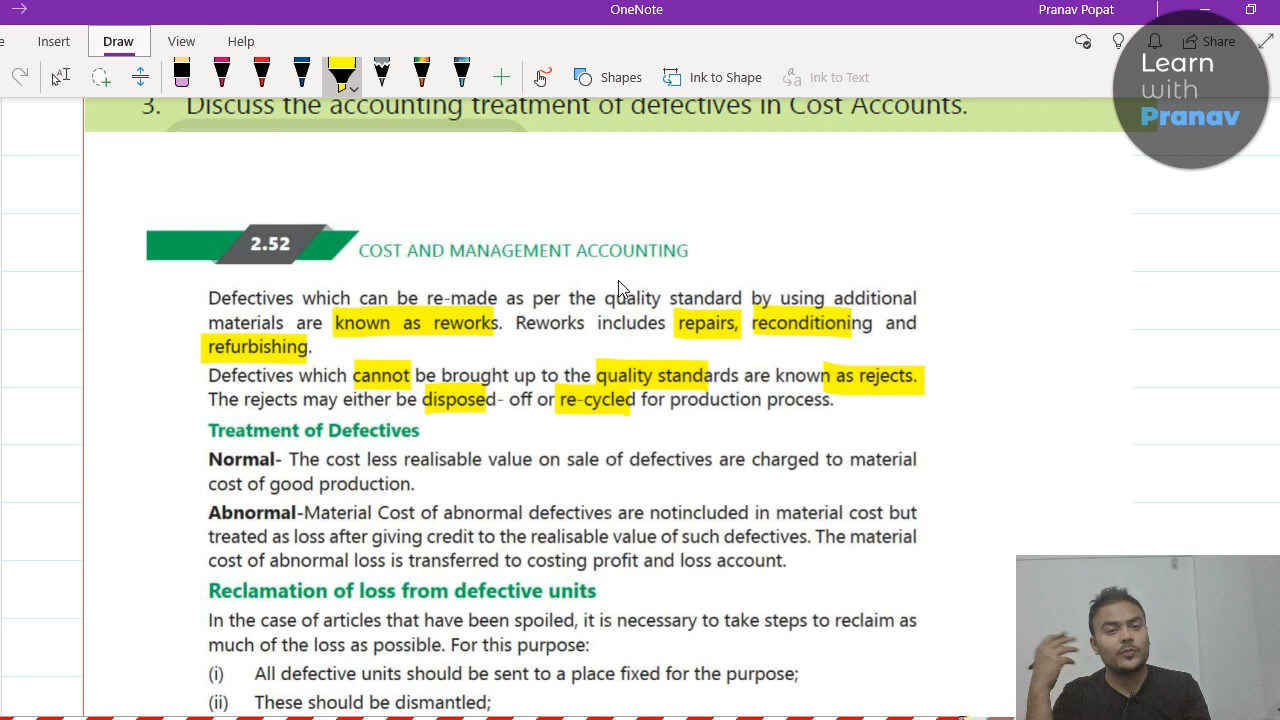 OneNote
Pranav Popat
Insert
Draw
View
Help
Share
Shapes
Ink to Shape
Ink to Text
Learn
with
Pranav
3. Discuss the accounting treatment of defectives in Cost Accounts.
2.52
COST AND MANAGEMENT ACCOUNTING
Defectives which can be re-made as per the quality standard by using additional
materials are known as reworks. Reworks includes repairs, reconditioning and
refurbishing.
Defectives which cannot be brought up to the quality standards are known as rejects.
The rejects may either be disposed- off or re-cycled for production process.
Treatment of Defectives
Normal- The cost less realisable value on sale of defectives are charged to material
cost of good production.
Abnormal-Material Cost of abnormal defectives are notincluded in material cost but
treated as loss after giving credit to the realisable value of such defectives. The material
cost of abnormal loss is transferred to costing profit and loss account.
Reclamation of loss from defective units
In the case of articles that have been spoiled, it is necessary to take steps to reclaim as
much of the loss as possible. For this purpose:
(i) All defective units should be sent to a place fixed for the purpose;
(ii) These should be dismantled;